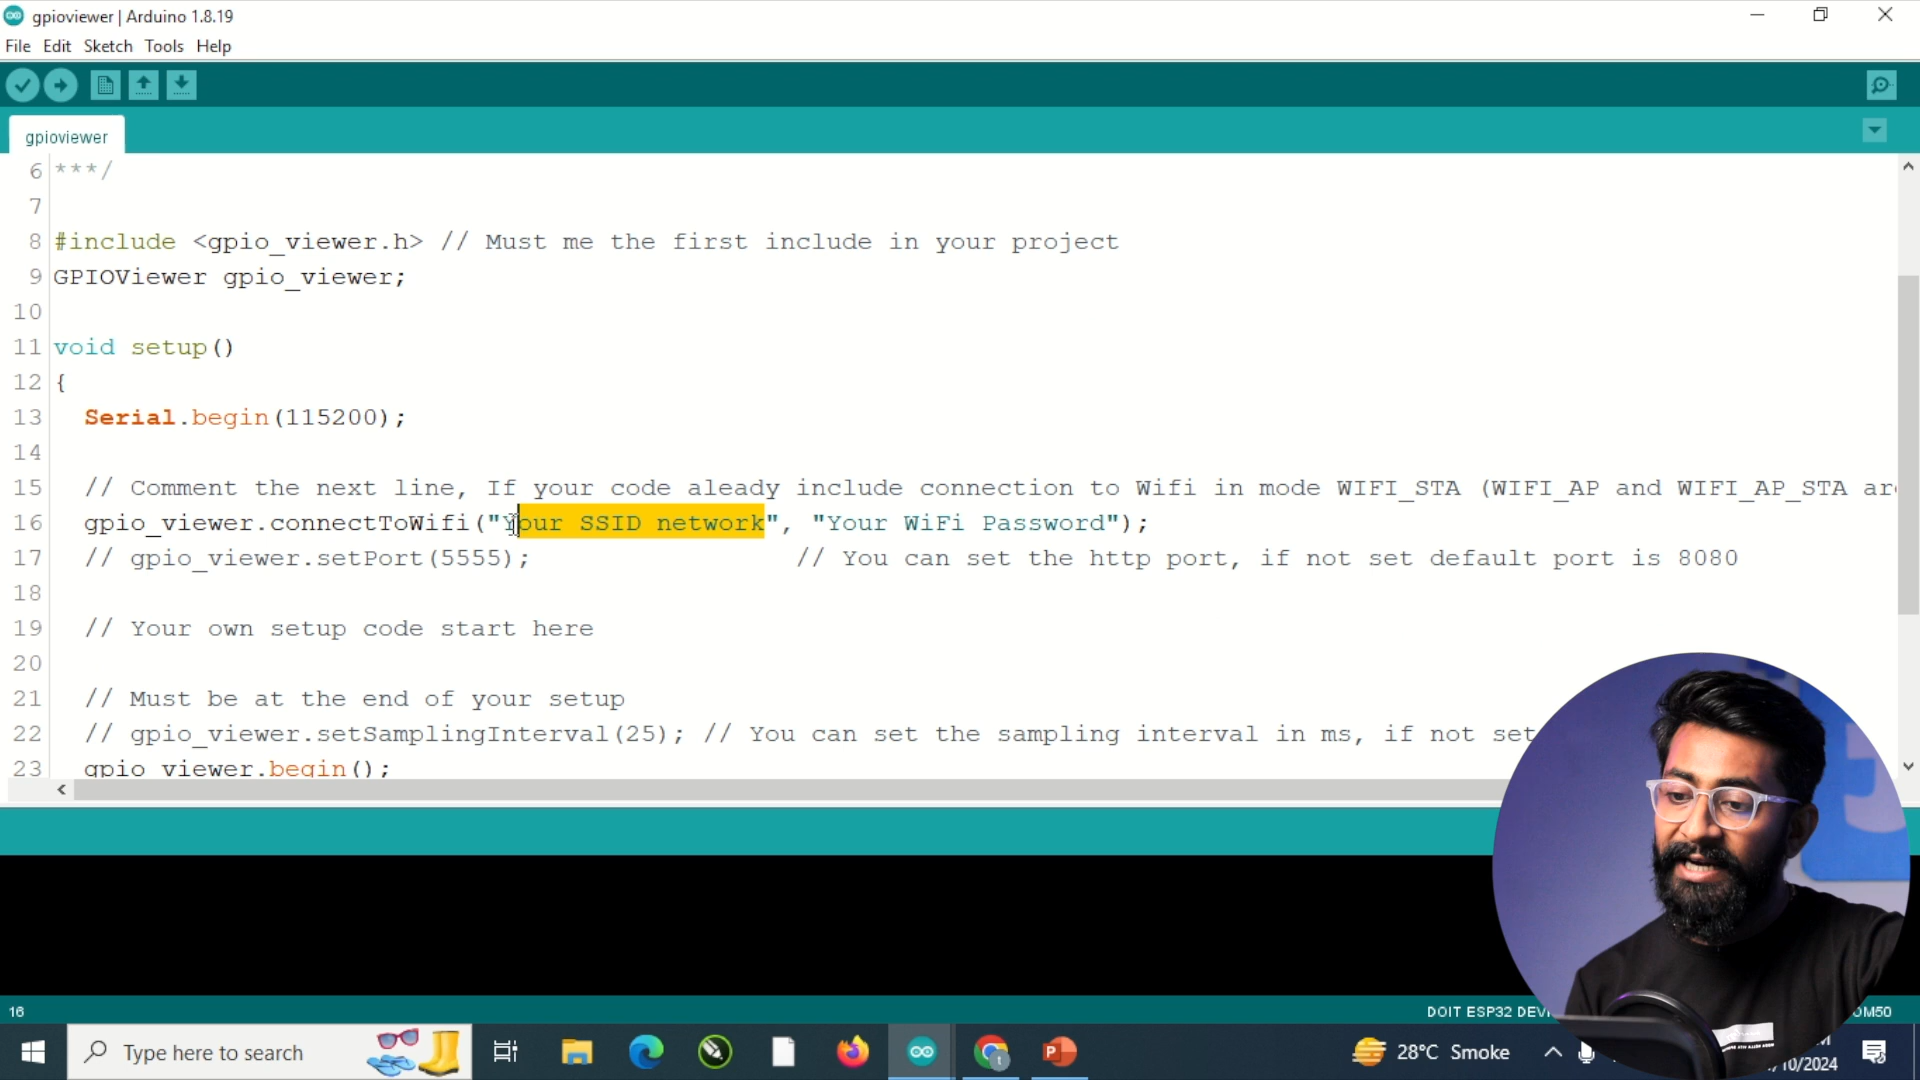 gpioviewer | Arduino 1.8.19
File Edit Sketch Tools Help
gpioviewer
6 ***/
7
8 #include <gpio_viewer.h> // Must me the first include in your project
9 GPIOViewer gpio_viewer;
10
11 void setup()
12 {
13 Serial.begin(115200);
14
15 // Comment the next line, If your code aleady include connection to Wifi in mode WIFI_STA (WIFI_AP and WIFI_AP_STA ar
16 gpio_viewer.connectToWifi("Your SSID network", "Your WiFi Password");
17 // gpio_viewer.setPort(5555); // You can set the http port, if not set default port is 8080
18
19 // Your own setup code start here
20
21 // Must be at the end of your setup
22 // gpio_viewer.setSamplingInterval(25); // You can set the sampling interval in ms, if not set
23 gpio_viewer.begin();
16
DOIT ESP32 DEV
OM50
Type here to search
28°C Smoke
/10/2024